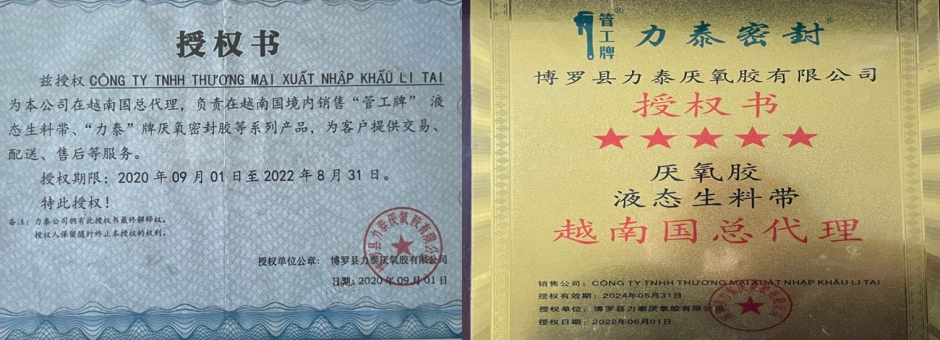 授权书
兹授权 CÔNG TY TNHH THƯƠNG MẠI XUẤT NHẬP KHẨU LI TAI
为本公司在越南国总代理，负责在越南国境内销售“管工牌” 液
态生料带、“力泰”牌厌氧密封胶等系列产品，为客户提供交易、
配送、售后等服务。
授权期限：2020 年 09 月 01 日至 2022 年 8 月 31 日。
特此授权！
备注：力泰公司拥有此授权书最终解释权。
授权人保留随时终止本授权的权利。
授权单位公章： 博罗县力泰厌氧胶有限公司
日期：2020 年 09 月 01 日
博罗县力泰厌氧胶有限公司
管工牌® 力泰密封®
博罗县力泰厌氧胶有限公司
授权书
厌氧胶
液态生料带
越南国总代理
销售公司：CÔNG TY TNHH THƯƠNG MẠI XUẤT NHẬP KHẨU LI TAI
授权有效期：2024年05月31日
授权单位：博罗县力泰厌氧胶有限公司
授权日期：2022年05月01日